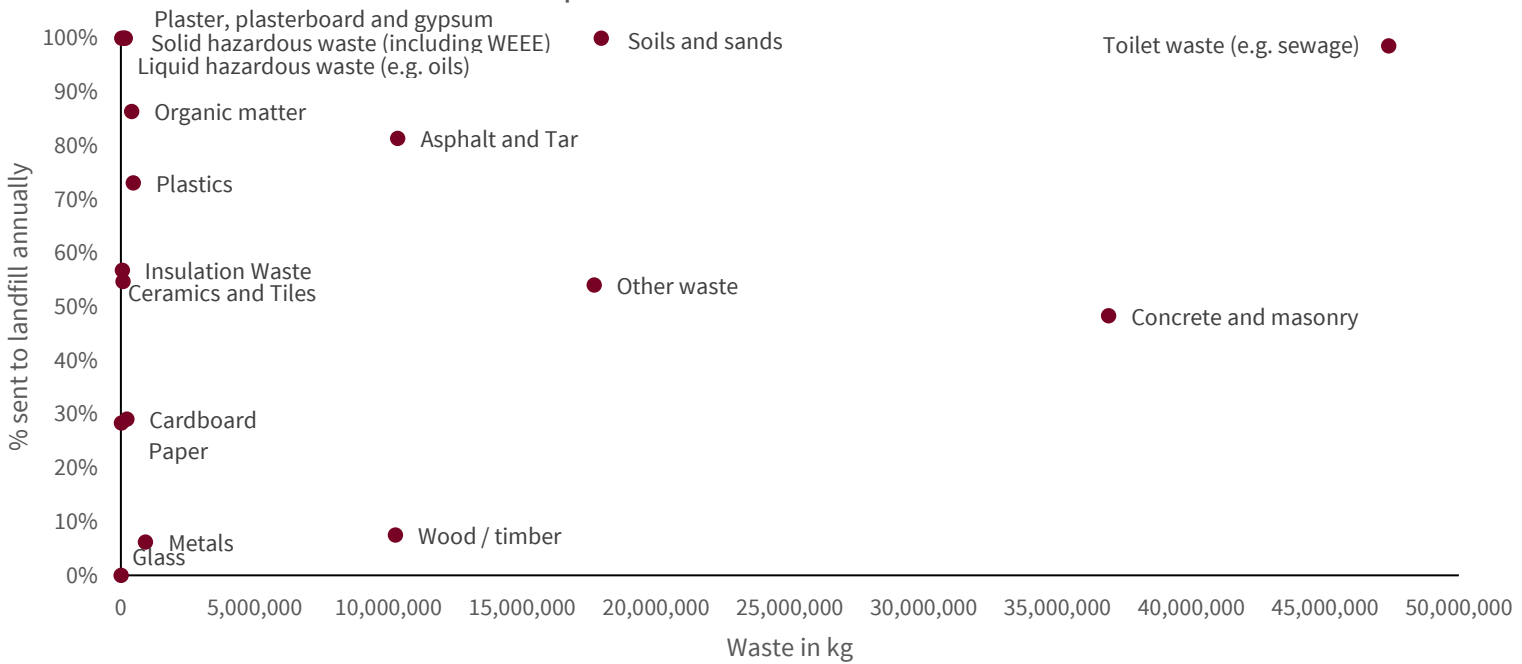 Plaster, plasterboard and gypsum
100%
Solid hazardous waste (including WEEE)
Soils and sands
Toilet waste (e.g. sewage)
Liquid hazardous waste (e.g. oils)
90%
Organic matter
80%
Asphalt and Tar
70%
Plastics
60%
Insulation Waste
Ceramics and Tiles
Other waste
50%
Concrete and masonry
40%
30%
Cardboard
Paper
20%
10%
Wood / timber
Metals
Glass
0%
% sent to landfill annually
0
5,000,000
10,000,000
15,000,000
20,000,000
25,000,000
30,000,000
35,000,000
40,000,000
45,000,000
50,000,000
Waste in kg